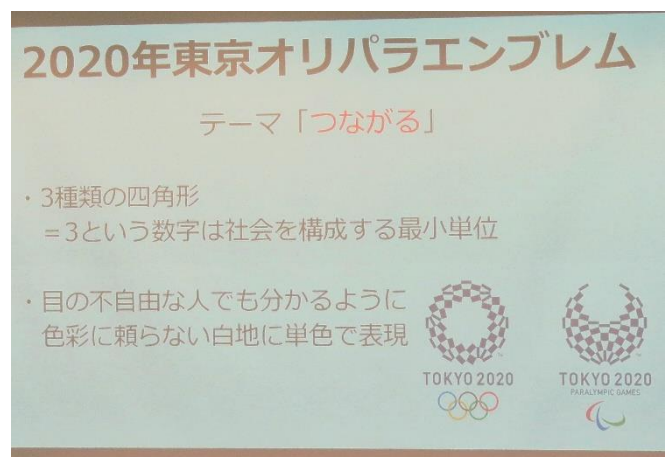 2020年東京オリパラエンブレム
テーマ「つながる」
・3種類の四角形
=3という数字は社会を構成する最小単位
・目の不自由な人でも分かるように
色彩に頼らない白地に単色で表現
TOKYO 2020
TOKYO 2020
PARALYMPIC GAMES